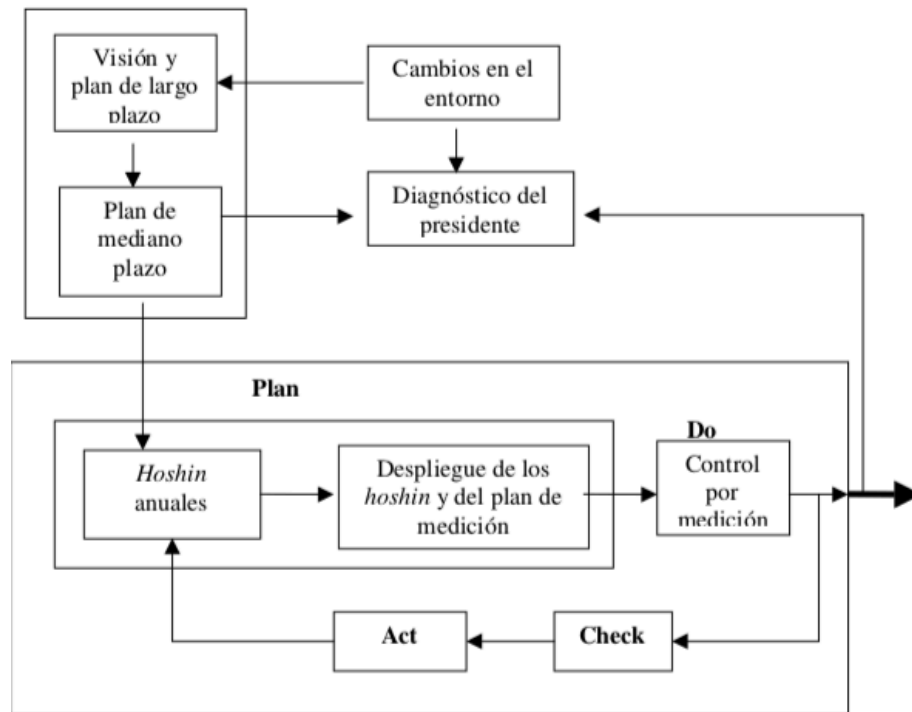 Visión y
plan de largo
plazo
Cambios en el
entorno
Plan de
mediano
plazo
Diagnóstico del
presidente
Plan
Hoshin
anuales
Despliegue de los
hoshin y del plan de
medición
Do
Control
por
medición
Act
Check